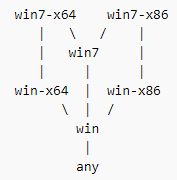 win7-x64 win7-x86
| \ / |
| win7 |
| | |
win-x64 | win-x86
\ | /
win
|
any